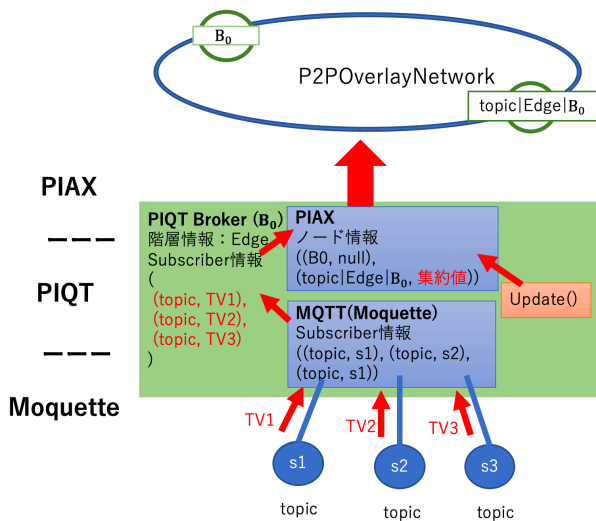 B₀
P2POverlayNetwork
topic|Edge|B₀
PIAX
PIQT
Moquette
PIQT Broker (B₀)
階層情報：Edge
Subscriber情報
(
(topic, TV1),
(topic, TV2),
(topic, TV3)
)
PIAX
ノード情報
((B0, null),
(topic|Edge|B₀, 集約値))
Update()
MQTT(Moquette)
Subscriber情報
((topic, s1), (topic, s2),
(topic, s1))
TV1
TV2
TV3
s1
s2
s3
topic
topic
topic